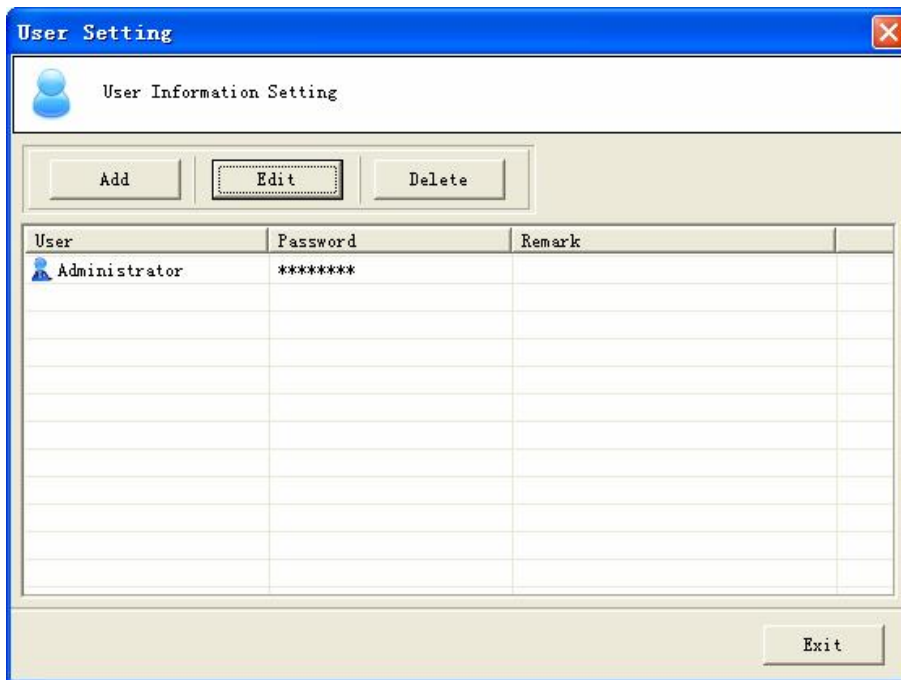 User Setting
User Information Setting
Add Edit Delete
User Password Remark
Administrator ********
Exit